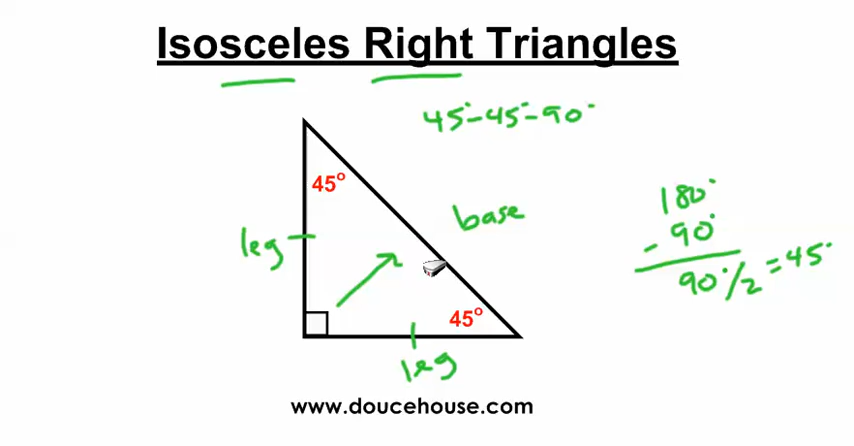 Isosceles Right Triangles
45°-45°-90°
45°
180°
base
- 90°
leg
90°/2 = 45°
45°
leg
www.doucehouse.com